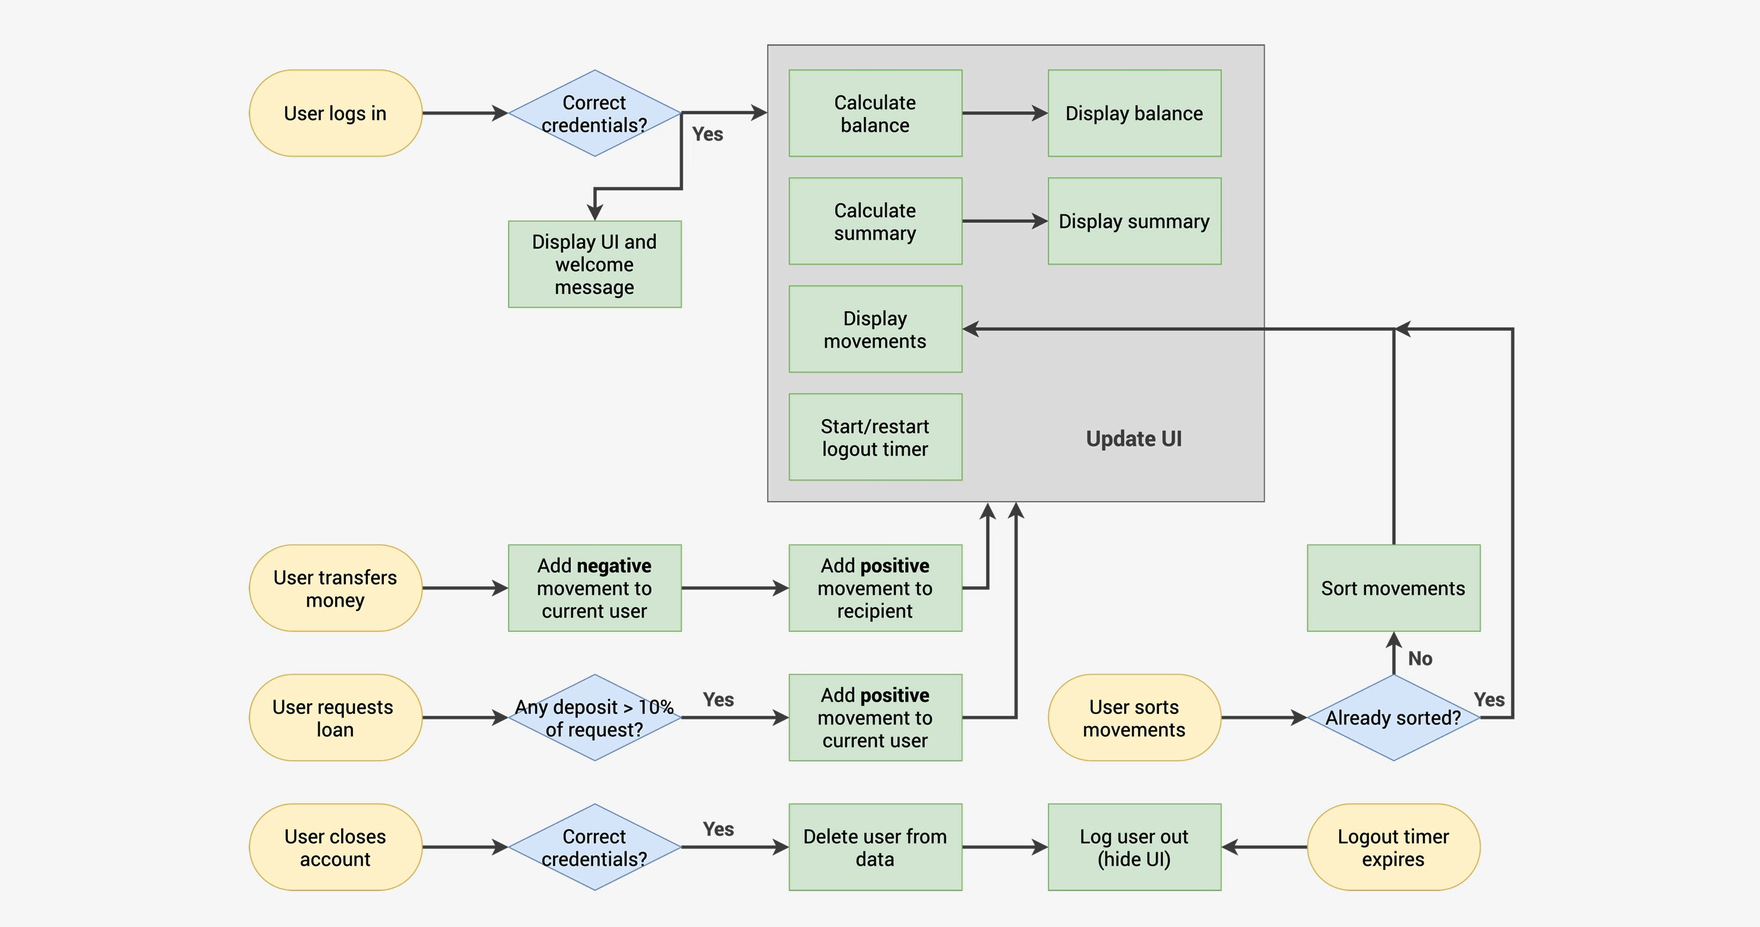 User logs in
Correct
credentials?
Yes
Display UI and
welcome
message
Calculate
balance
Display balance
Calculate
summary
Display summary
Display
movements
Start/restart
logout timer
Update UI
User transfers
money
Add negative
movement to
current user
Add positive
movement to
recipient
Sort movements
No
User requests
loan
Any deposit > 10%
of request?
Yes
Add positive
movement to
current user
User sorts
movements
Already sorted?
Yes
User closes
account
Correct
credentials?
Yes
Delete user from
data
Log user out
(hide UI)
Logout timer
expires